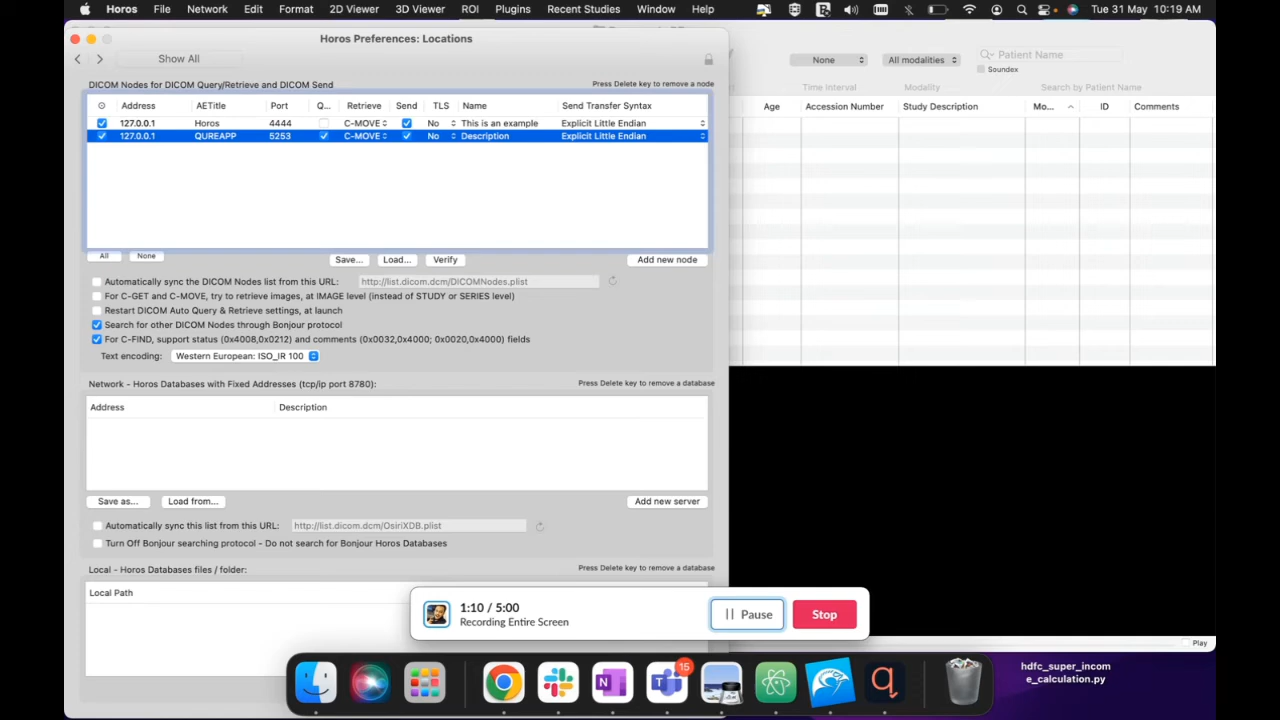 Horos File Network Edit Format 2D Viewer 3D Viewer ROI Plugins Recent Studies Window Help Tue 31 May 10:19 AM
Horos Preferences: Locations
Show All
DICOM Nodes for DICOM Query/Retrieve and DICOM Send Press Delete key to remove a node
Address AETitle Port Q... Retrieve Send TLS Name Send Transfer Syntax
127.0.0.1 Horos 4444 C-MOVE No This is an example Explicit Little Endian
127.0.0.1 QUREAPP 5253 C-MOVE No Description Explicit Little Endian
All None Save... Load... Verify Add new node
Automatically sync the DICOM Nodes list from this URL: http://list.dicom.dcm/DICOMNodes.plist
For C-GET and C-MOVE, try to retrieve images, at IMAGE level (instead of STUDY or SERIES level)
Restart DICOM Auto Query & Retrieve settings, at launch
Search for other DICOM Nodes through Bonjour protocol
For C-FIND, support status (0x4008,0x0212) and comments (0x0032,0x4000; 0x0020,0x4000) fields
Text encoding: Western European: ISO_IR 100
Network - Horos Databases with Fixed Addresses (tcp/ip port 8780): Press Delete key to remove a database
Address Description
Save as... Load from... Add new server
Automatically sync this list from this URL: http://list.dicom.dcm/OsiriXDB.plist
Turn Off Bonjour searching protocol - Do not search for Bonjour Horos Databases
Local - Horos Databases files / folder: Press Delete key to remove a database
Local Path
None All modalities Patient Name
Soundex
Time Interval Modality Search by Patient Name
Age Accession Number Study Description Mo... ID Comments
1:10 / 5:00
Recording Entire Screen
Pause Stop
Play
15
hdfc_super_incom
e_calculation.py